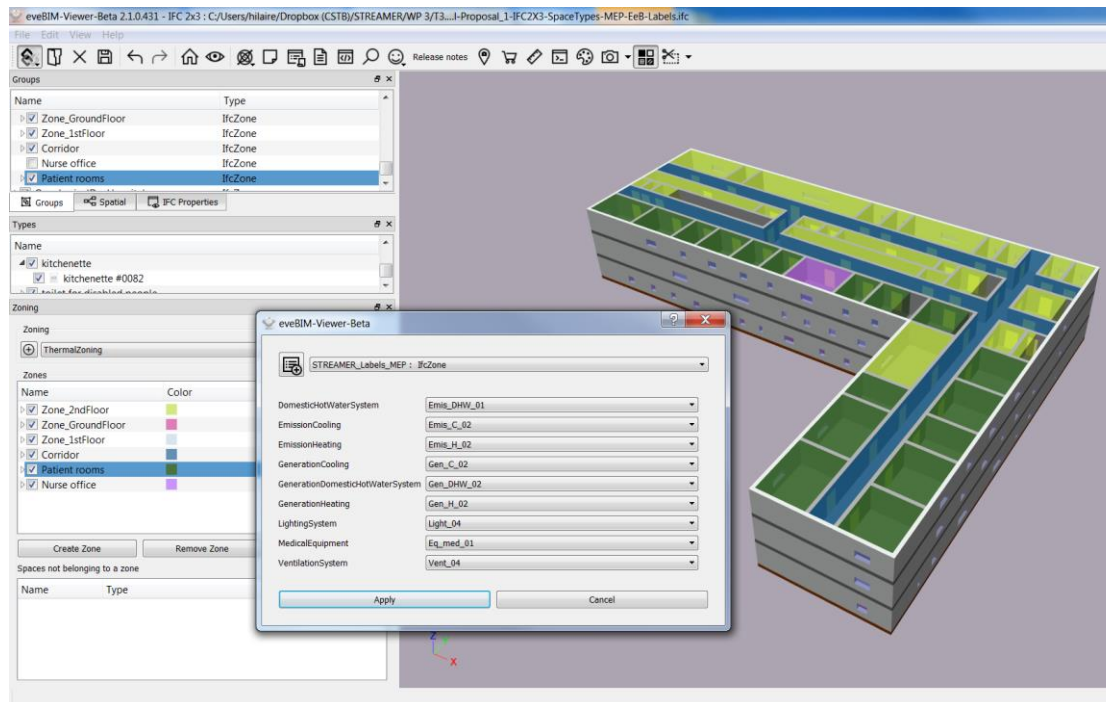 eveBIM-Viewer-Beta 2.1.0.431 - IFC 2x3 : C:/Users/hilaire/Dropbox (CSTB)/STREAMER/WP 3/T3....I-Proposal_1-IFC2X3-SpaceTypes-MEP-EeB-Labels.ifc
File Edit View Help
Release notes
Groups
Name Type
Zone_GroundFloor IfcZone
Zone_1stFloor IfcZone
Corridor IfcZone
Nurse office IfcZone
Patient rooms IfcZone
Groups Spatial IFC Properties
Types
Name
kitchenette
kitchenette #0082
toilet for disabled people
Zoning
Zoning
ThermalZoning
Zones
Name Color
Zone_2ndFloor
Zone_GroundFloor
Zone_1stFloor
Corridor
Patient rooms
Nurse office
Create Zone Remove Zone
Spaces not belonging to a zone
Name Type
eveBIM-Viewer-Beta
STREAMER_Labels_MEP : IfcZone
DomesticHotWaterSystem Emis_DHW_01
EmissionCooling Emis_C_02
EmissionHeating Emis_H_02
GenerationCooling Gen_C_02
GenerationDomesticHotWaterSystem Gen_DHW_02
GenerationHeating Gen_H_02
LightingSystem Light_04
MedicalEquipment Eq_med_01
VentilationSystem Vent_04
Apply Cancel
Z
X